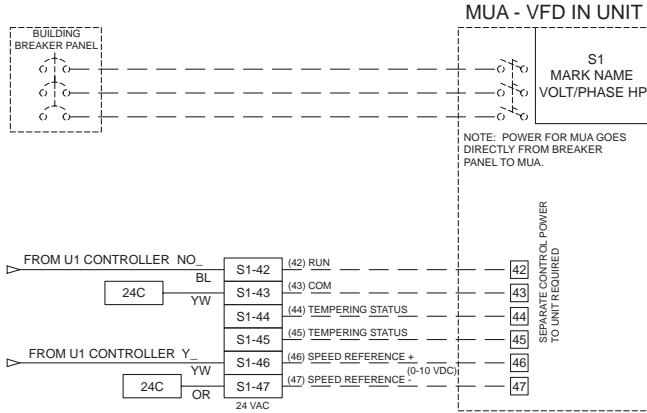 MUA - VFD IN UNIT
BUILDING
BREAKER PANEL
S1
MARK NAME
VOLT/PHASE HP
NOTE: POWER FOR MUA GOES
DIRECTLY FROM BREAKER
PANEL TO MUA.
SEPARATE CONTROL POWER
TO UNIT REQUIRED
FROM U1 CONTROLLER NO_
BL
S1-42
(42) RUN
42
24C
YW
S1-43
(43) COM
43
S1-44
(44) TEMPERING STATUS
44
S1-45
(45) TEMPERING STATUS
45
FROM U1 CONTROLLER Y_
YW
S1-46
(46) SPEED REFERENCE +
(0-10 VDC)
46
24C
OR
S1-47
(47) SPEED REFERENCE -
47
24 VAC